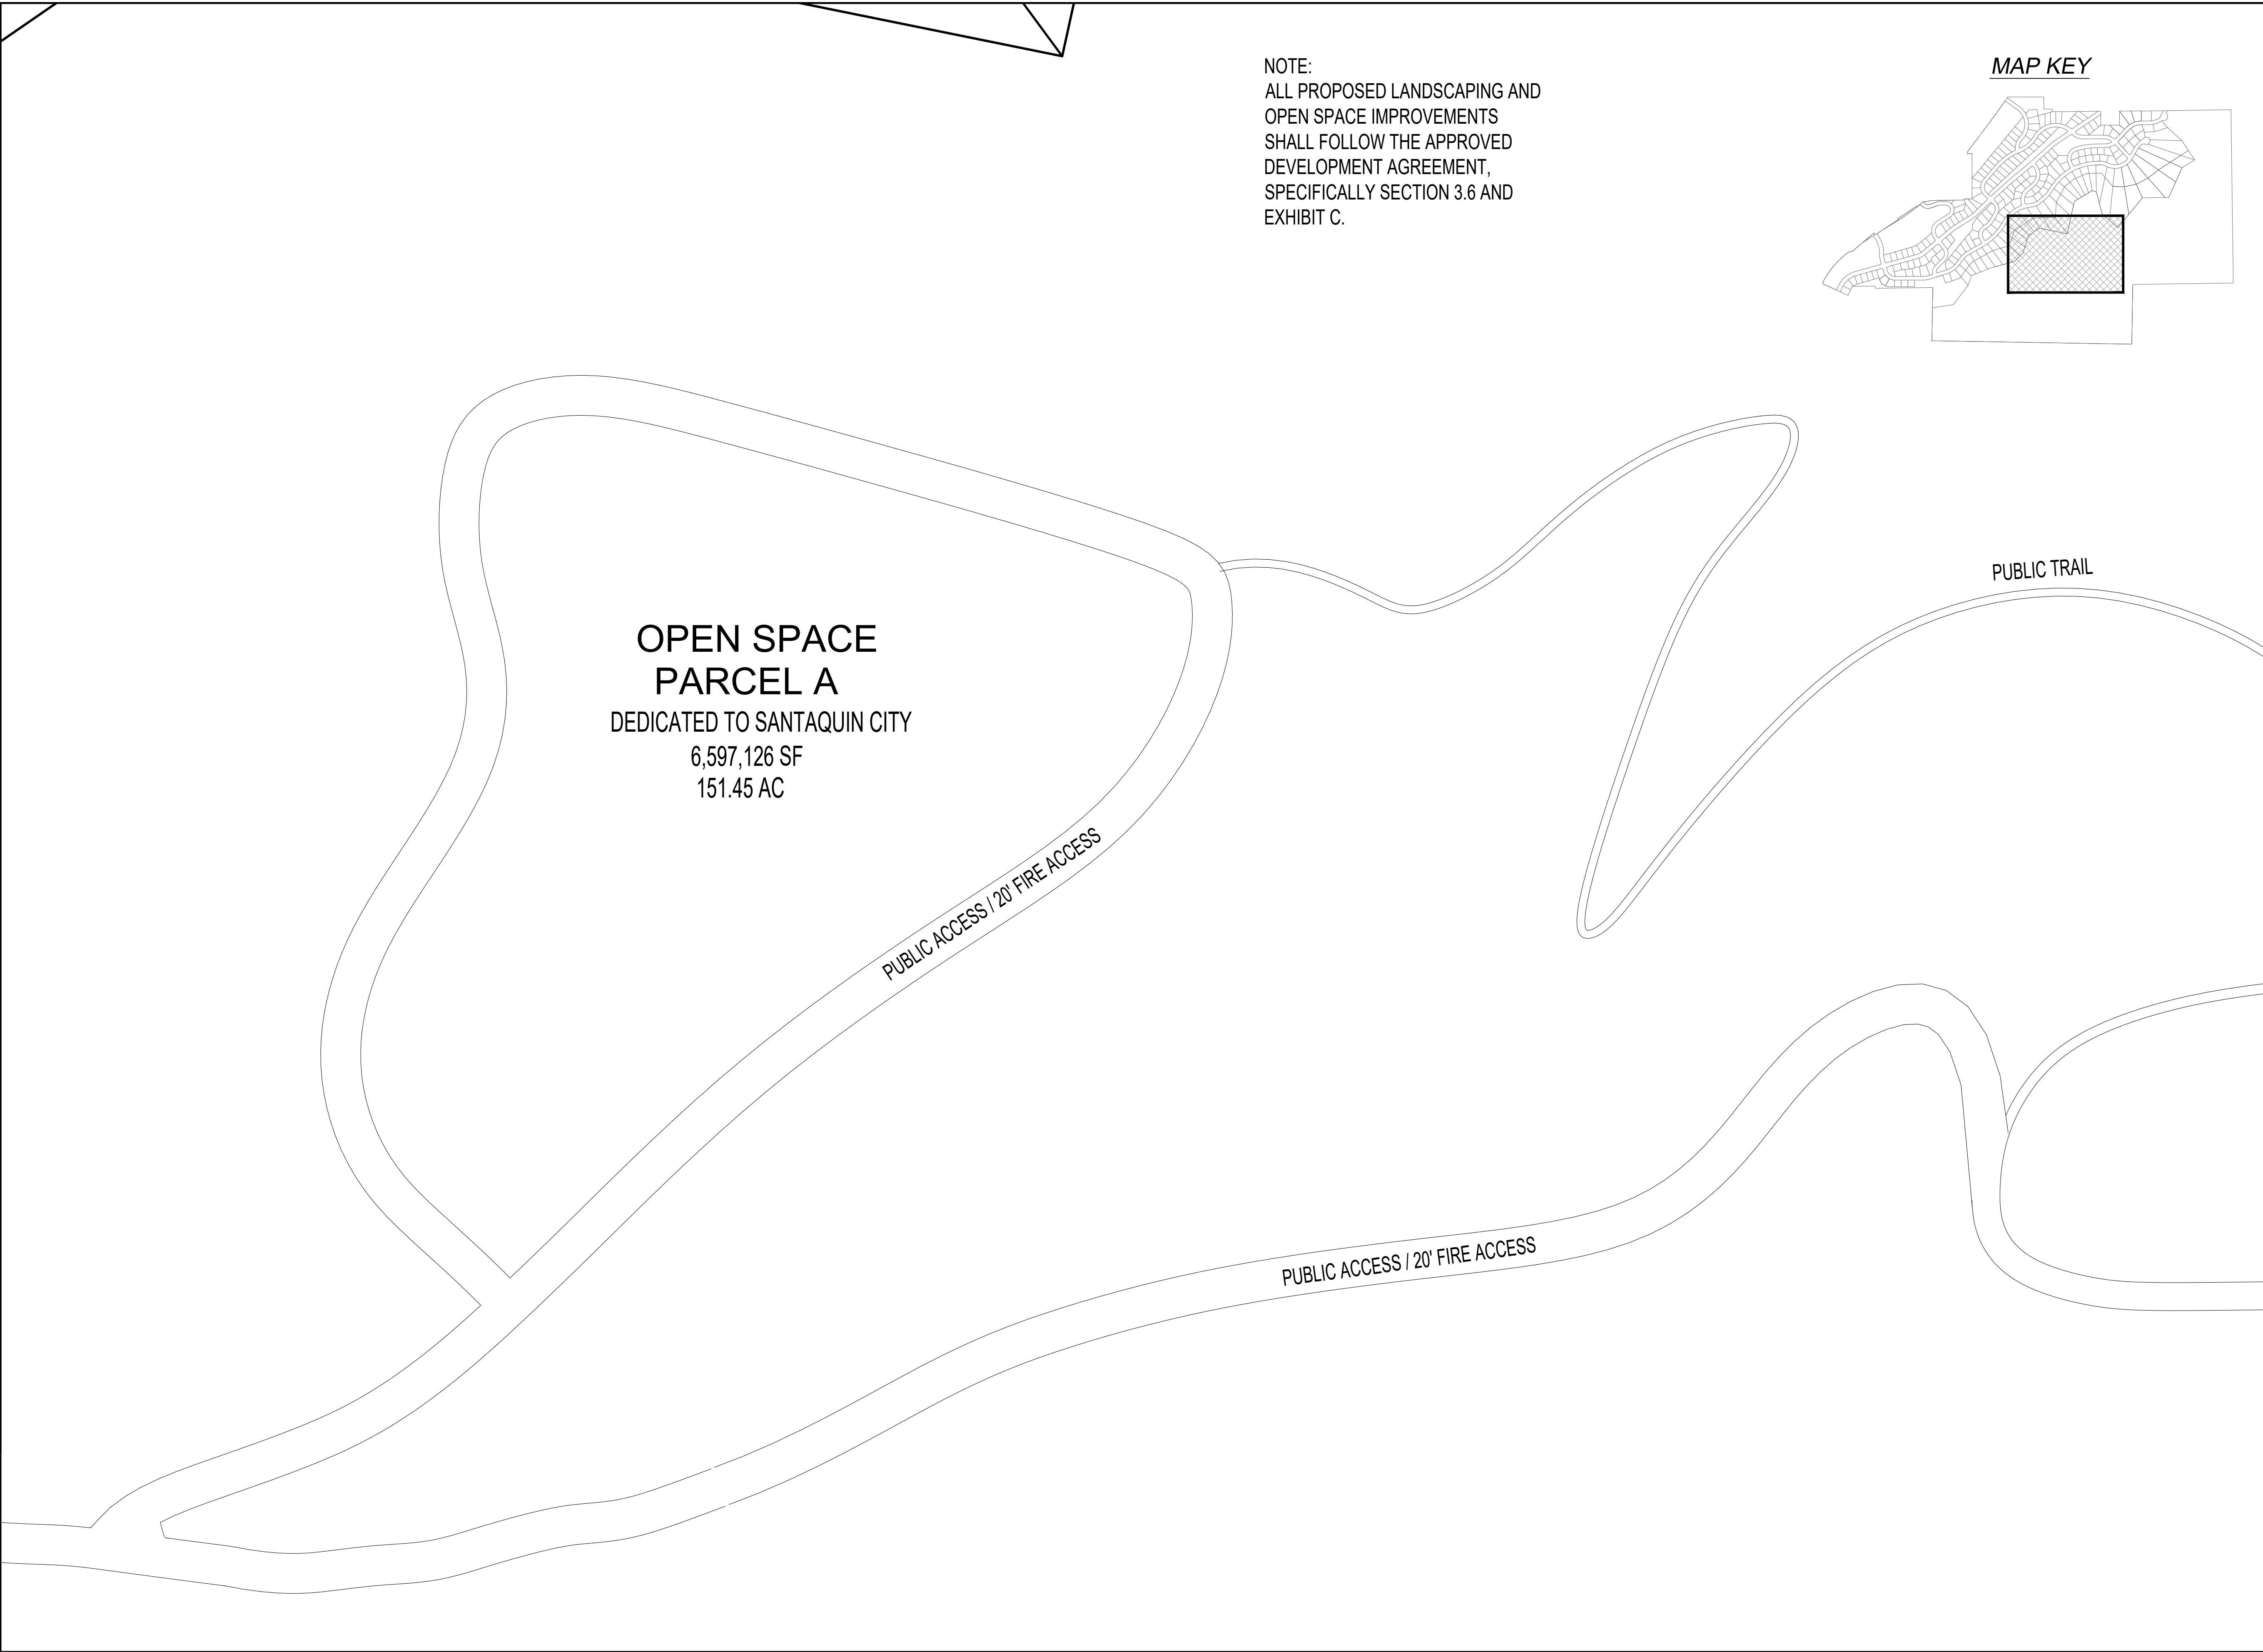 NOTE:
ALL PROPOSED LANDSCAPING AND
OPEN SPACE IMPROVEMENTS
SHALL FOLLOW THE APPROVED
DEVELOPMENT AGREEMENT,
SPECIFICALLY SECTION 3.6 AND
EXHIBIT C.
MAP KEY
PUBLIC TRAIL
OPEN SPACE
PARCEL A
DEDICATED TO SANTAQUIN CITY
6,597,126 SF
151.45 AC
PUBLIC ACCESS / 20' FIRE ACCESS
PUBLIC ACCESS / 20' FIRE ACCESS